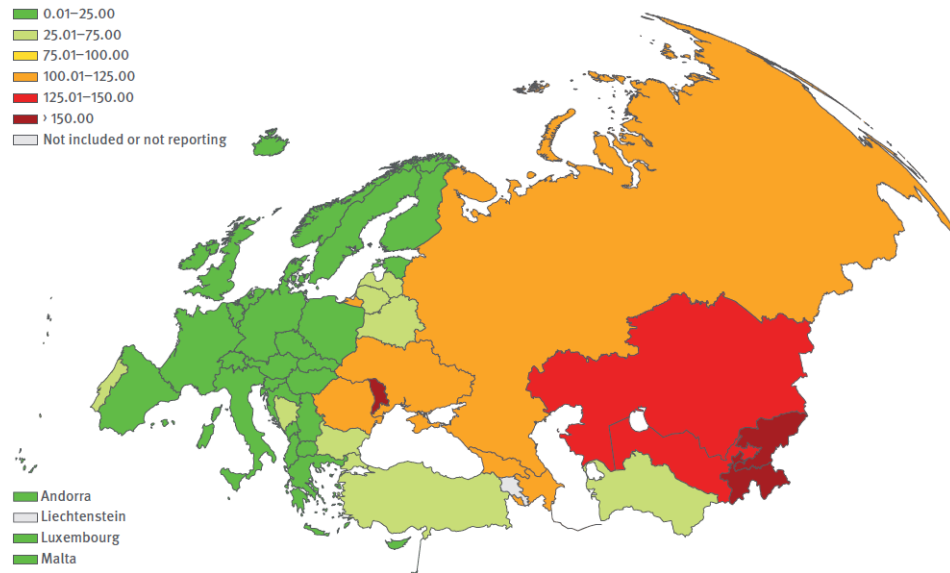 0.01–25.00
25.01–75.00
75.01–100.00
100.01–125.00
125.01–150.00
› 150.00
Not included or not reporting
Andorra
Liechtenstein
Luxembourg
Malta